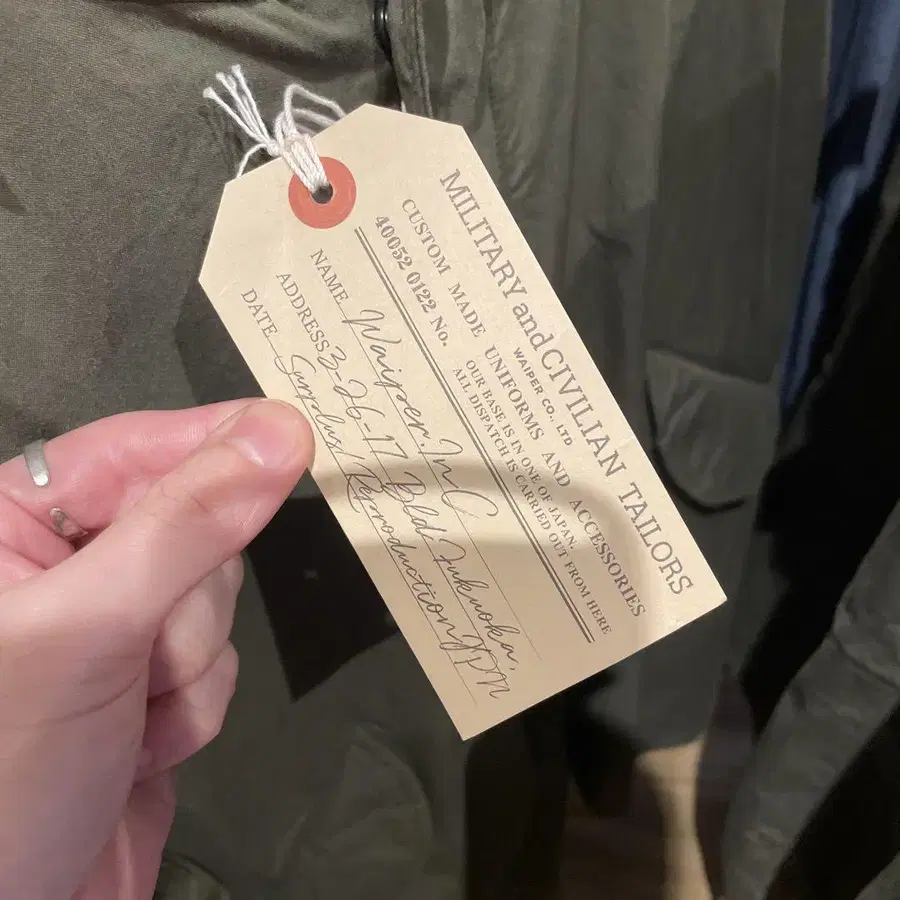 MILITARY and CIVILIAN TAILORS
WAIPER CO., LTD
CUSTOM MADE UNIFORMS AND ACCESSORIES
OUR BASE IS IN ONE OF JAPAN.
40052 0122 No. ALL DISPATCH IS CARRIED OUT FROM HERE
NAME Waiper.InC
ADDRESS 3-26-17 Bld Fukuoka,
DATE Surplus/Reproduction JPN